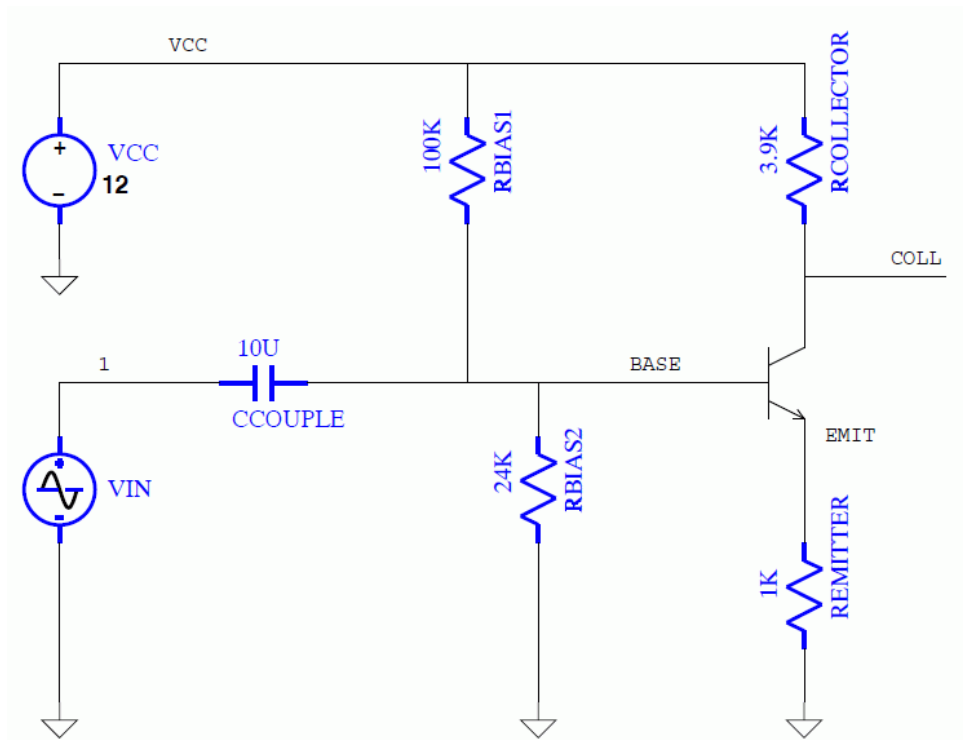 VCC
VCC
12
100K
RBIAS1
3.9K
RCOLLECTOR
COLL
1
10U
CCOUPLE
BASE
EMIT
VIN
24K
RBIAS2
1K
REMITTER